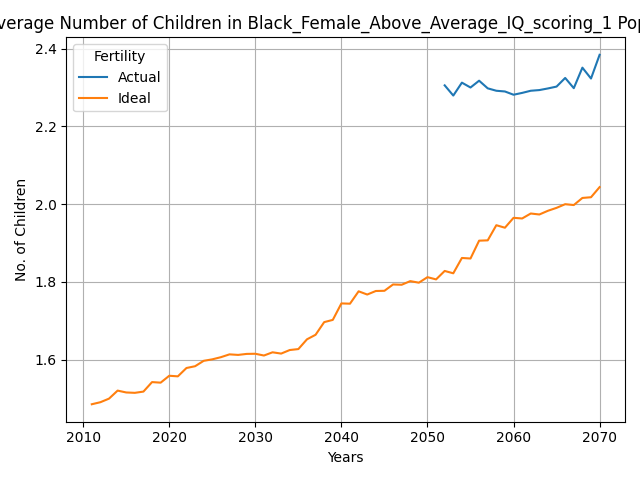 verage Number of Children in Black_Female_Above_Average_IQ_scoring_1 Pop
Fertility
Actual
Ideal
2.4
2.2
2.0
1.8
1.6
No. of Children
2010 2020 2030 2040 2050 2060 2070
Years